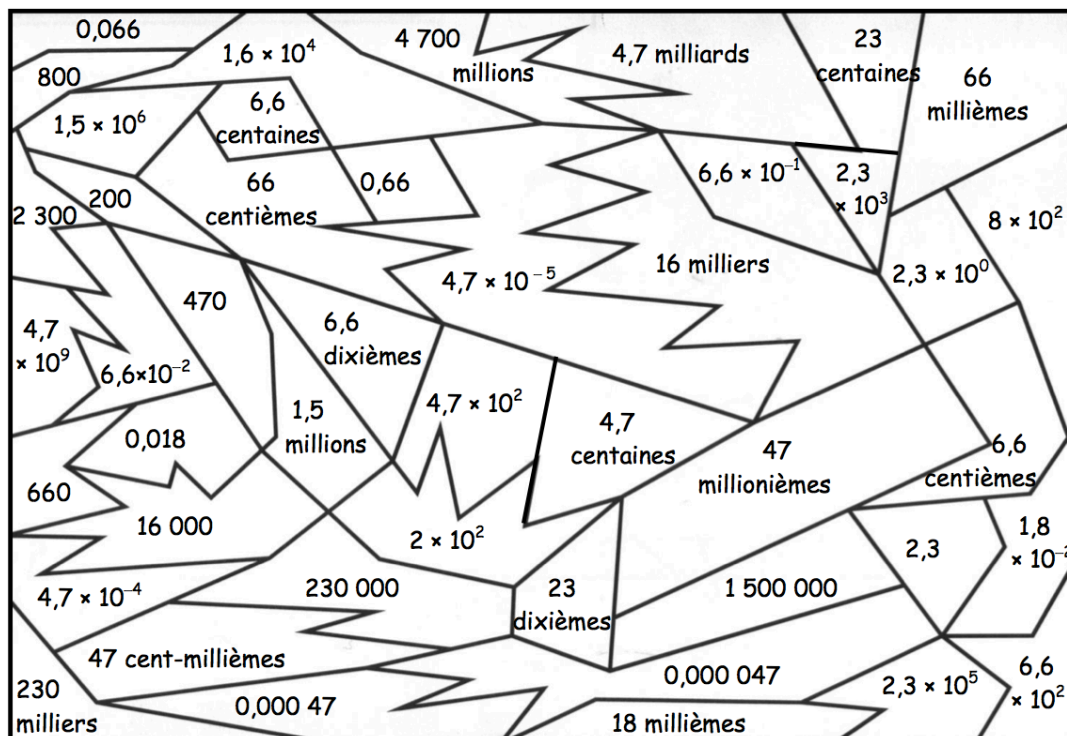 0,066
1,6 × 10⁴
4 700
millions
4,7 milliards
23
centaines
66
millièmes
800
1,5 × 10⁶
6,6
centaines
66
centièmes
0,66
6,6 × 10⁻¹
2,3
× 10³
8 × 10²
200
2 300
16 milliers
2,3 × 10⁰
4,7 × 10⁻⁵
470
6,6
dixièmes
4,7
× 10⁹
6,6×10⁻²
1,5
millions
4,7 × 10²
4,7
centaines
47
millionièmes
6,6
centièmes
0,018
660
16 000
2 × 10²
2,3
1,8
× 10⁻²
4,7 × 10⁻⁴
230 000
23
dixièmes
1 500 000
47 cent-millièmes
230
milliers
0,000 47
0,000 047
18 millièmes
2,3 × 10⁵
6,6
× 10²